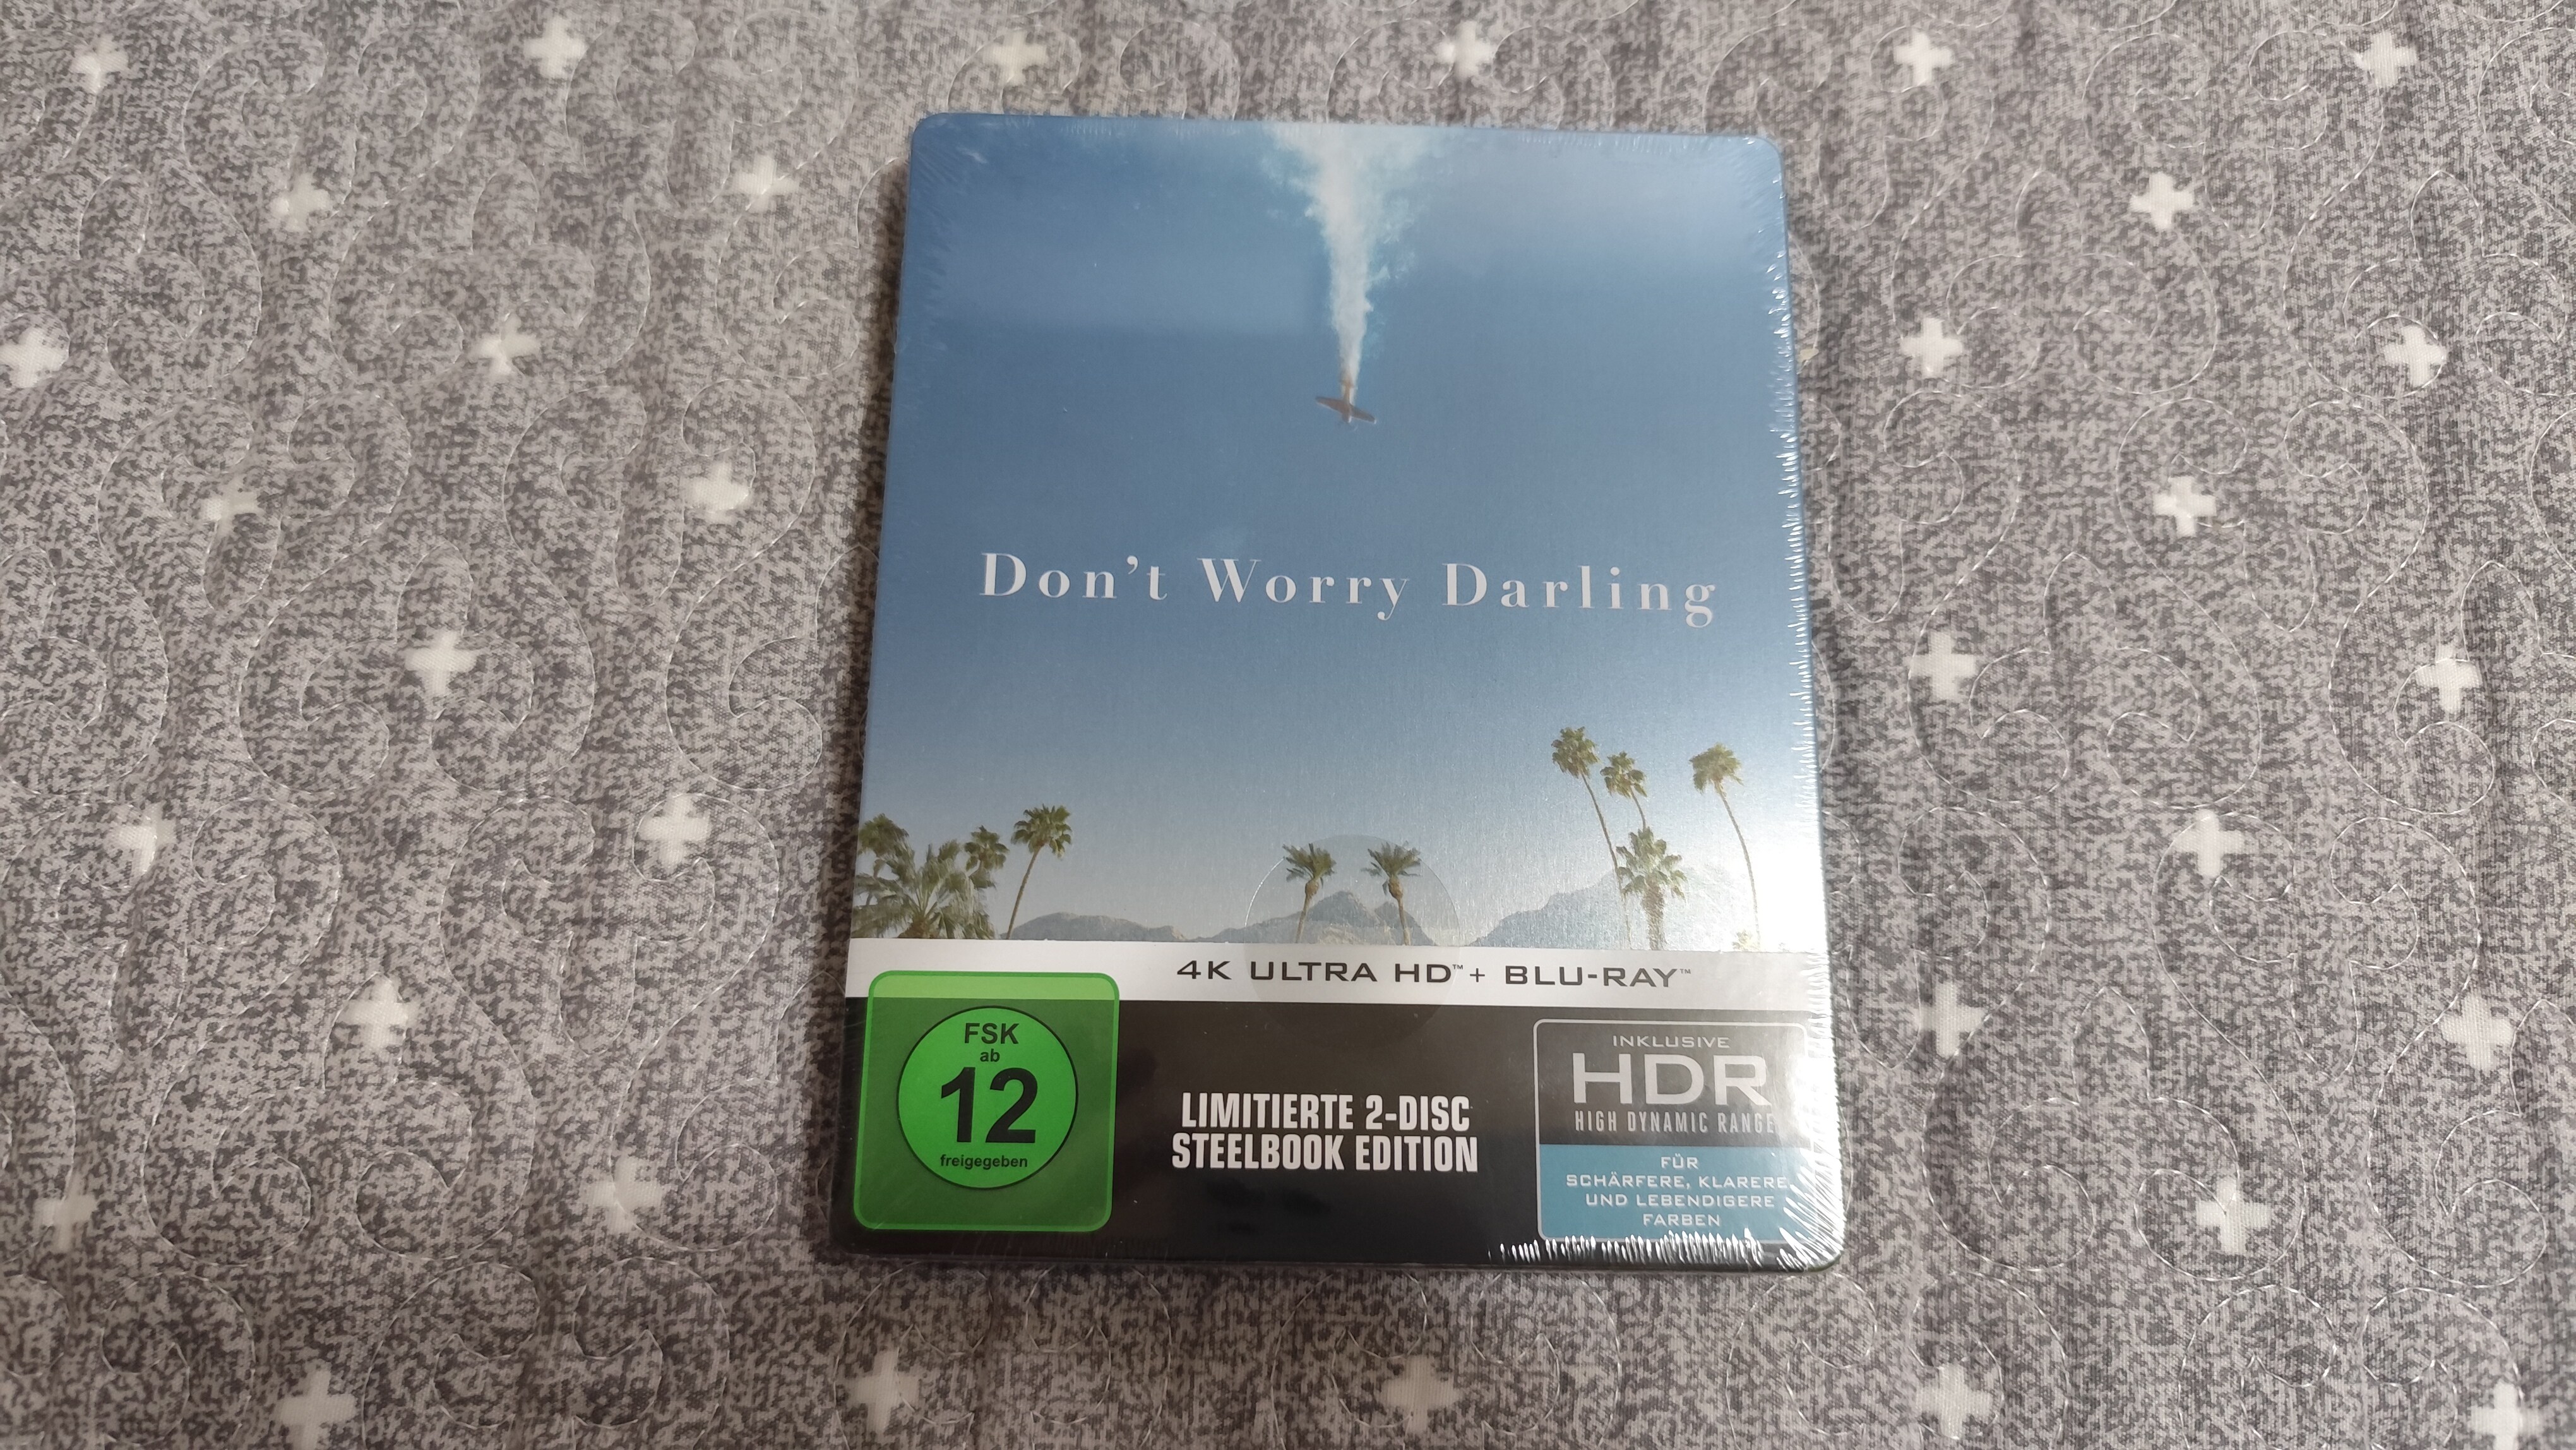 Don't Worry Darling
4K ULTRA HD™ + BLU-RAY™
FSK
ab
12
freigegeben
LIMITIERTE 2-DISC
STEELBOOK EDITION
INKLUSIVE
HDR
HIGH DYNAMIC RANGE
FÜR
SCHÄRFERE, KLARERE
UND LEBENDIGERE
FARBEN